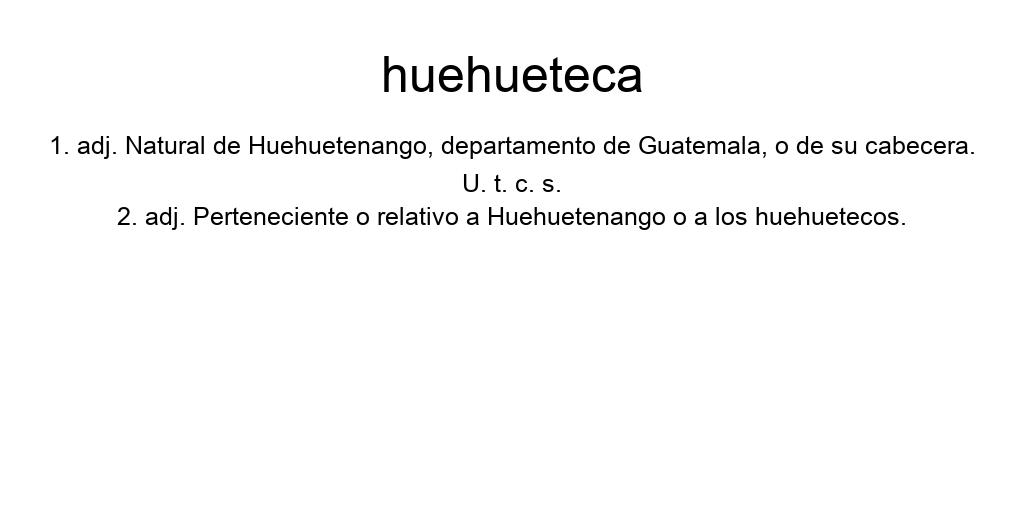 huehueteca
1. adj. Natural de Huehuetenango, departamento de Guatemala, o de su cabecera.
U. t. c. s.
2. adj. Perteneciente o relativo a Huehuetenango o a los huehuetecos.